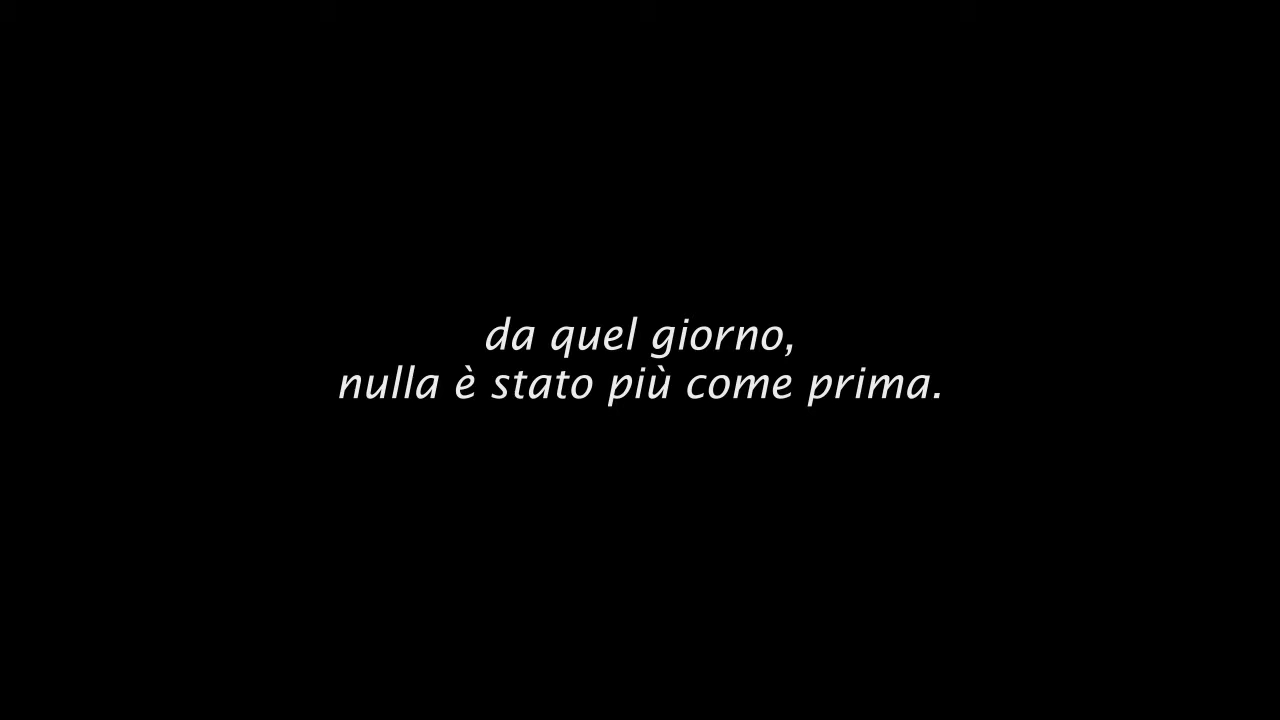 da quel giorno,
nulla è stato più come prima.